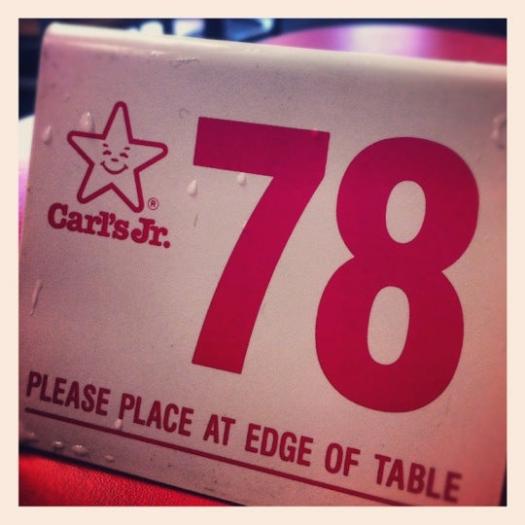 78
Carl's Jr.®
PLEASE PLACE AT EDGE OF TABLE